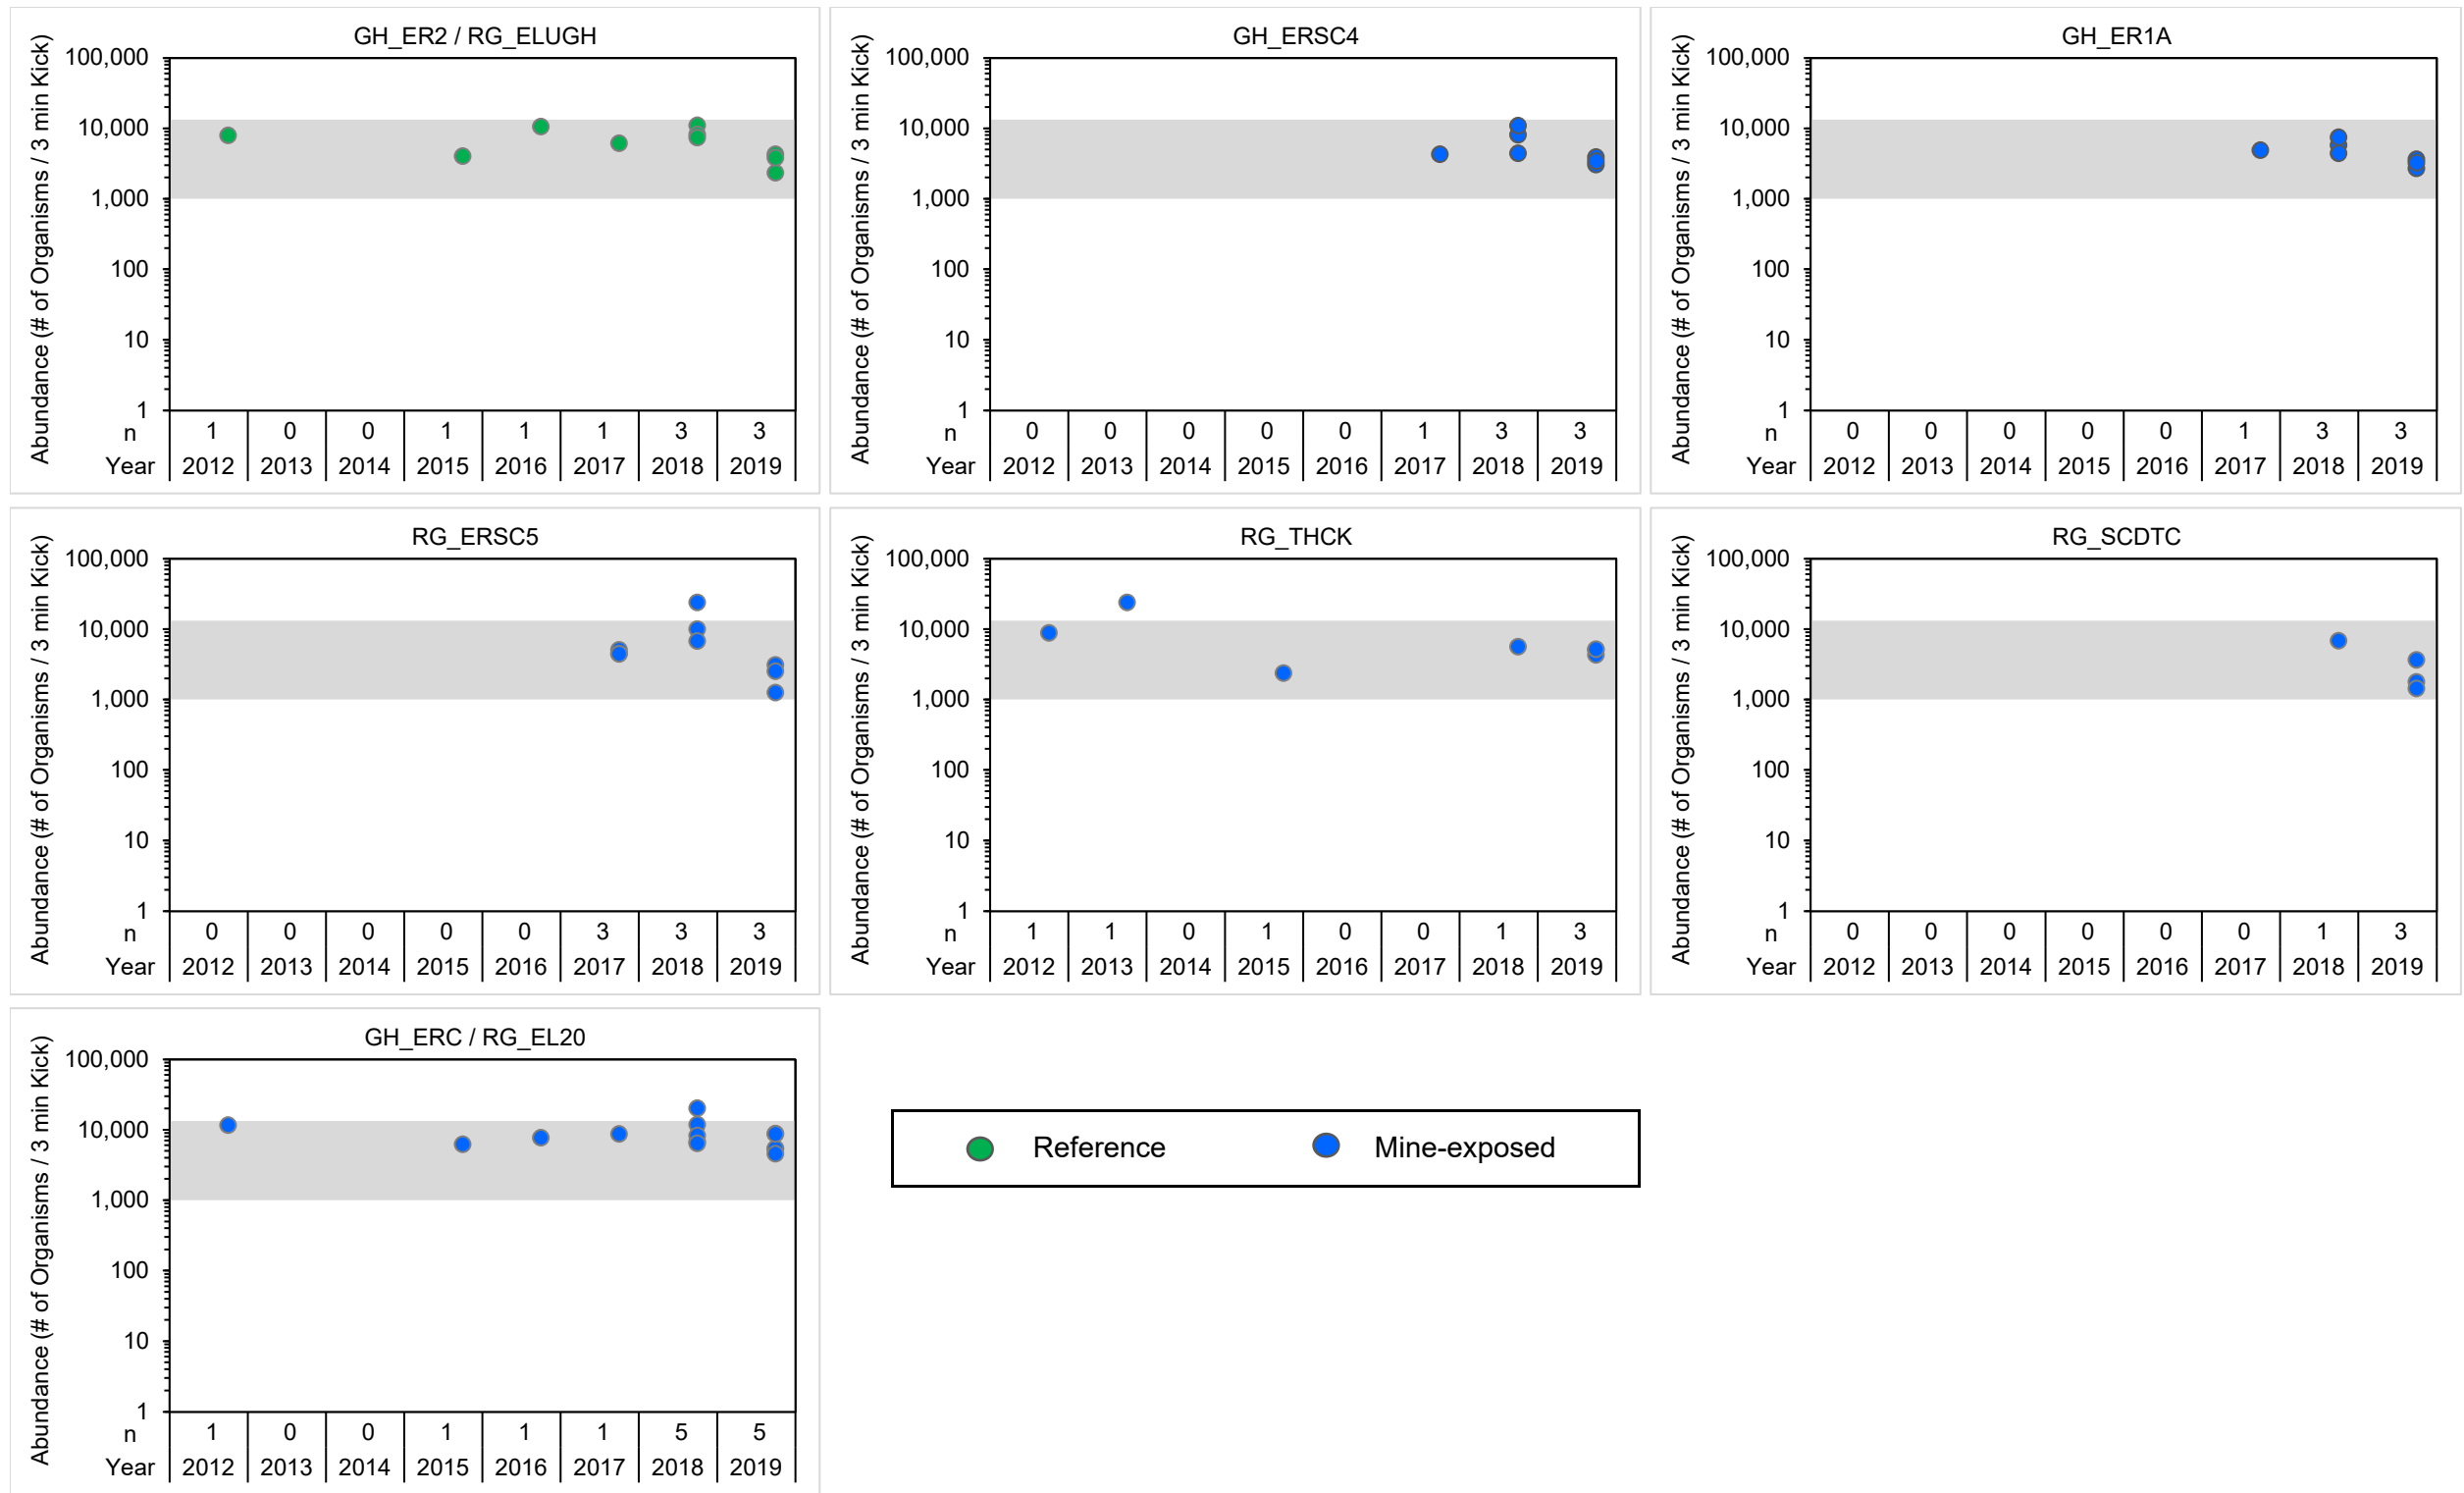 GH_ER2 / RG_ELUGH
Abundance (# of Organisms / 3 min Kick)
100,000
10,000
1,000
100
10
1
n 1 0 0 1 1 1 3 3
Year 2012 2013 2014 2015 2016 2017 2018 2019
GH_ERSC4
Abundance (# of Organisms / 3 min Kick)
100,000
10,000
1,000
100
10
1
n 0 0 0 0 0 1 3 3
Year 2012 2013 2014 2015 2016 2017 2018 2019
GH_ER1A
Abundance (# of Organisms / 3 min Kick)
100,000
10,000
1,000
100
10
1
n 0 0 0 0 0 1 3 3
Year 2012 2013 2014 2015 2016 2017 2018 2019
RG_ERSC5
Abundance (# of Organisms / 3 min Kick)
100,000
10,000
1,000
100
10
1
n 0 0 0 0 0 3 3 3
Year 2012 2013 2014 2015 2016 2017 2018 2019
RG_THCK
Abundance (# of Organisms / 3 min Kick)
100,000
10,000
1,000
100
10
1
n 1 1 0 1 0 0 1 3
Year 2012 2013 2014 2015 2016 2017 2018 2019
RG_SCDTC
Abundance (# of Organisms / 3 min Kick)
100,000
10,000
1,000
100
10
1
n 0 0 0 0 0 0 1 3
Year 2012 2013 2014 2015 2016 2017 2018 2019
GH_ERC / RG_EL20
Abundance (# of Organisms / 3 min Kick)
100,000
10,000
1,000
100
10
1
n 1 0 0 1 1 1 5 5
Year 2012 2013 2014 2015 2016 2017 2018 2019
Reference Mine-exposed